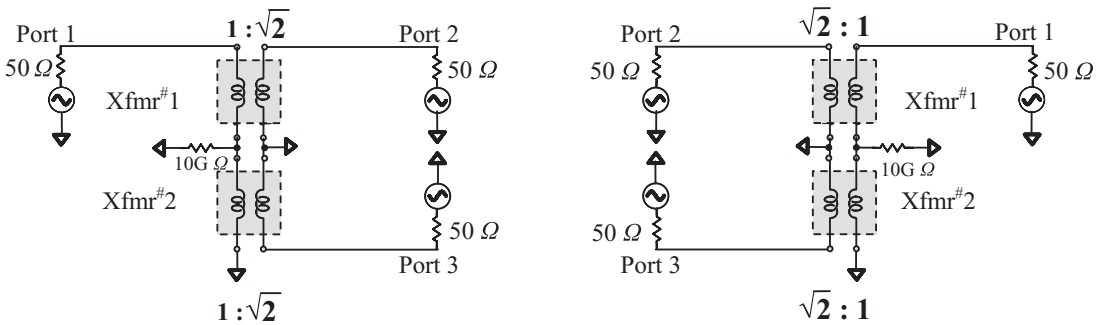 1 : √2
Port 1
Port 2
50 Ω
50 Ω
Xfmr#1
10G Ω
Xfmr#2
50 Ω
Port 3
1 : √2
√2 : 1
Port 2
Port 1
50 Ω
50 Ω
Xfmr#1
10G Ω
Xfmr#2
50 Ω
Port 3
√2 : 1